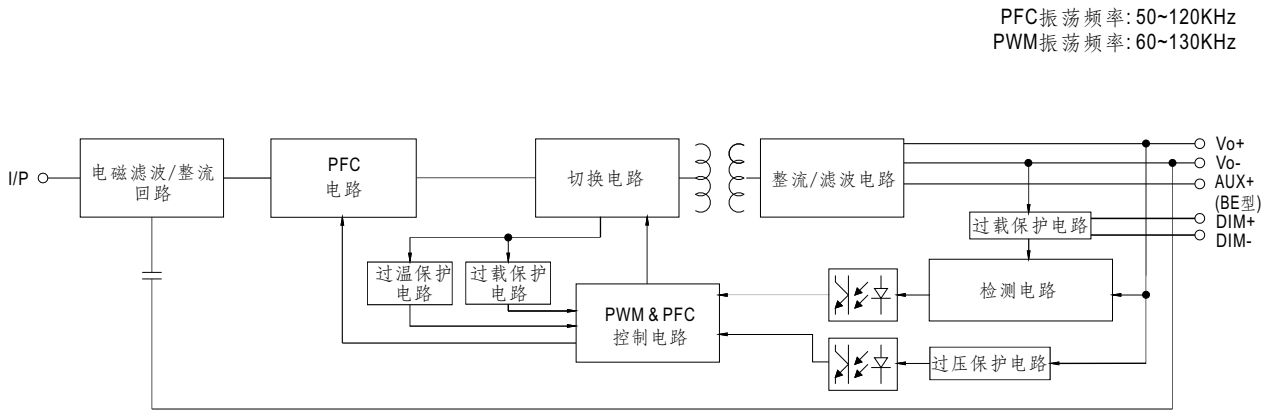 PFC振荡频率: 50~120KHz
PWM振荡频率: 60~130KHz
I/P
电磁滤波/整流
回路
PFC
电路
切换电路
整流/滤波电路
Vo+
Vo-
AUX+
(BE型)
DIM+
DIM-
过载保护电路
过温保护
电路
过载保护
电路
PWM & PFC
控制电路
检测电路
过压保护电路